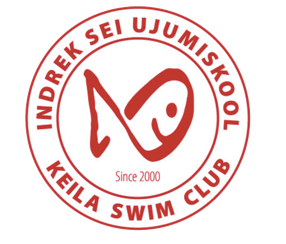 INDREK SEI UJUMISKOOL
Since 2000
KEILA SWIM CLUB